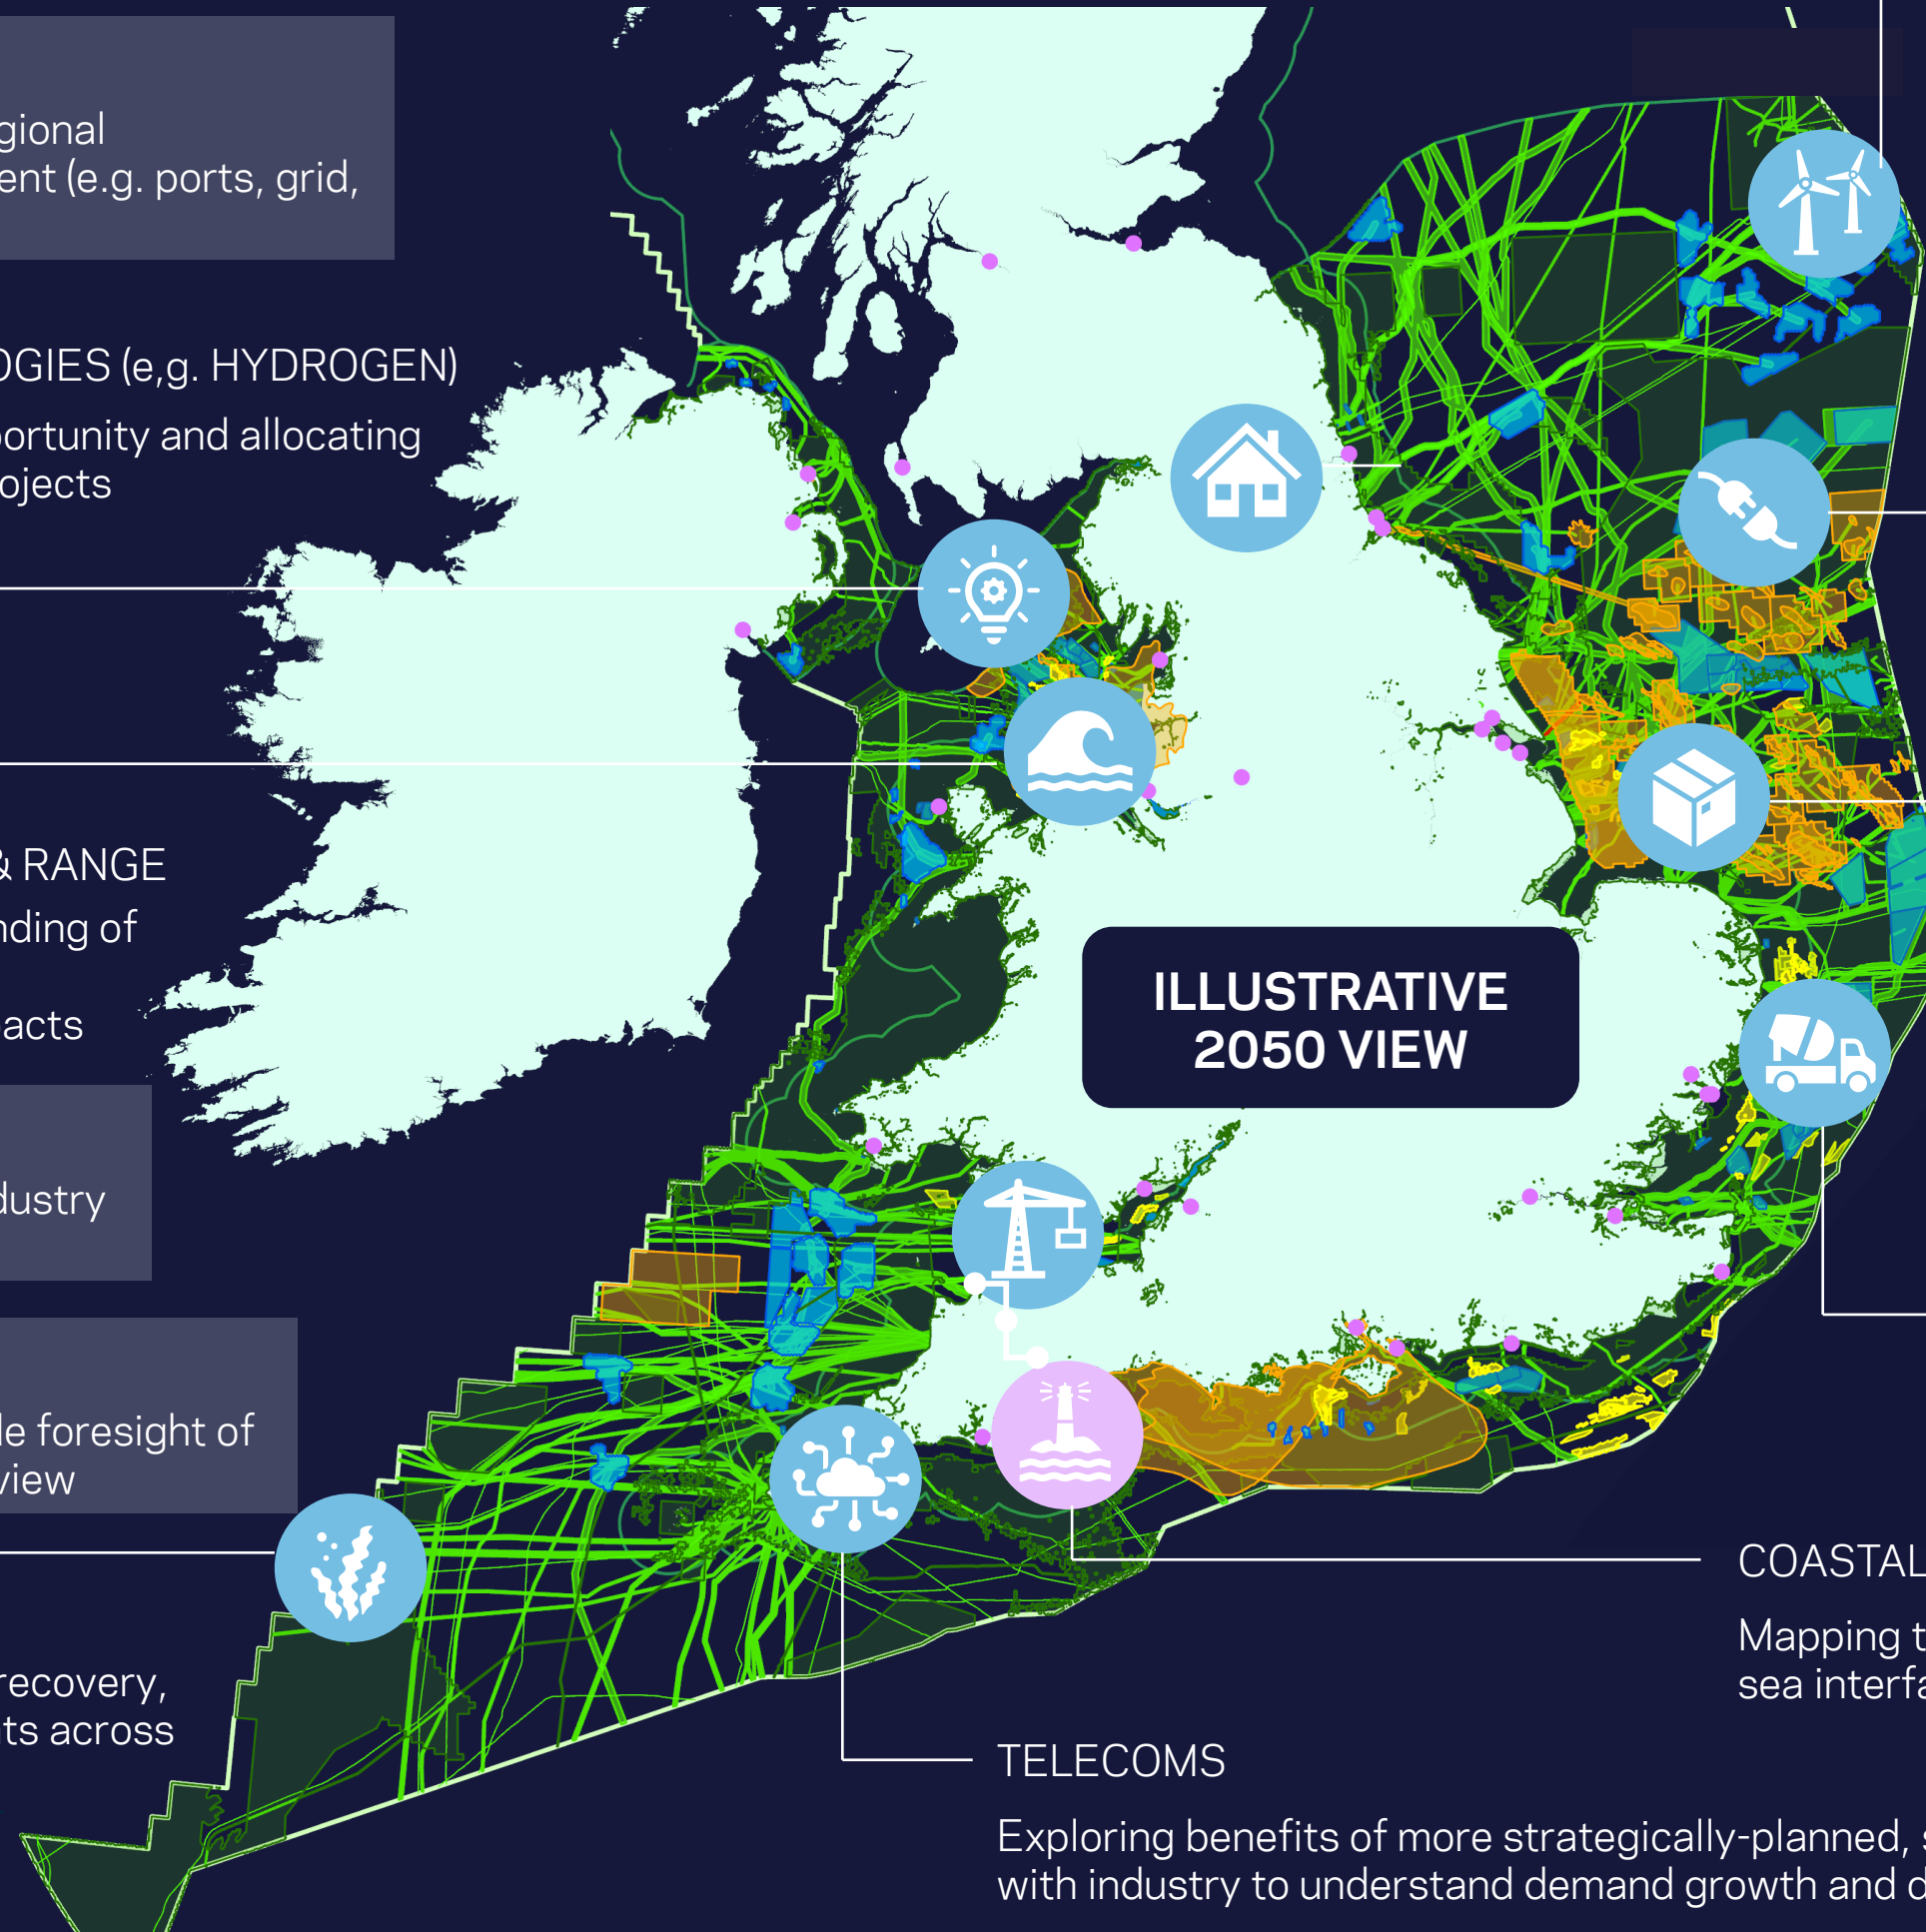 gional
ent (e.g. ports, grid,
OGIES (e,g. HYDROGEN)
portunity and allocating
ojects
& RANGE
nding of
ILLUSTRATIVE
2050 VIEW
pacts
dustry
le foresight of
view
COASTAL
Mapping t
sea interfa
recovery,
ts across
TELECOMS
Exploring benefits of more strategically-planned, s
with industry to understand demand growth and d